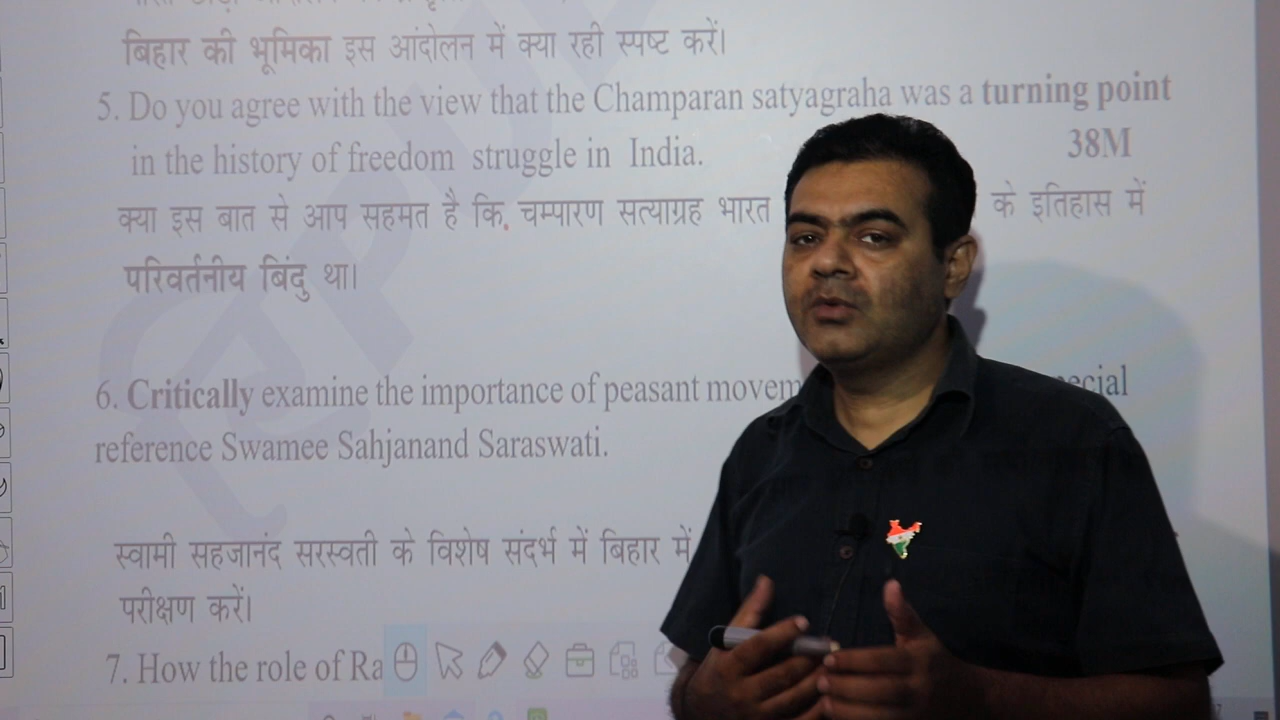 बिहार की भूमिका इस आंदोलन में क्या रही स्पष्ट करें।
5. Do you agree with the view that the Champaran satyagraha was a turning point
in the history of freedom struggle in India. 38M
क्या इस बात से आप सहमत है कि, चम्पारण सत्याग्रह भारत के इतिहास में
परिवर्तनीय बिंदु था।
6. Critically examine the importance of peasant
reference Swamee Sahjanand Saraswati.
स्वामी सहजानंद सरस्वती के विशेष संदर्भ में बिहार में
परीक्षण करें।
7. How the role of Ra